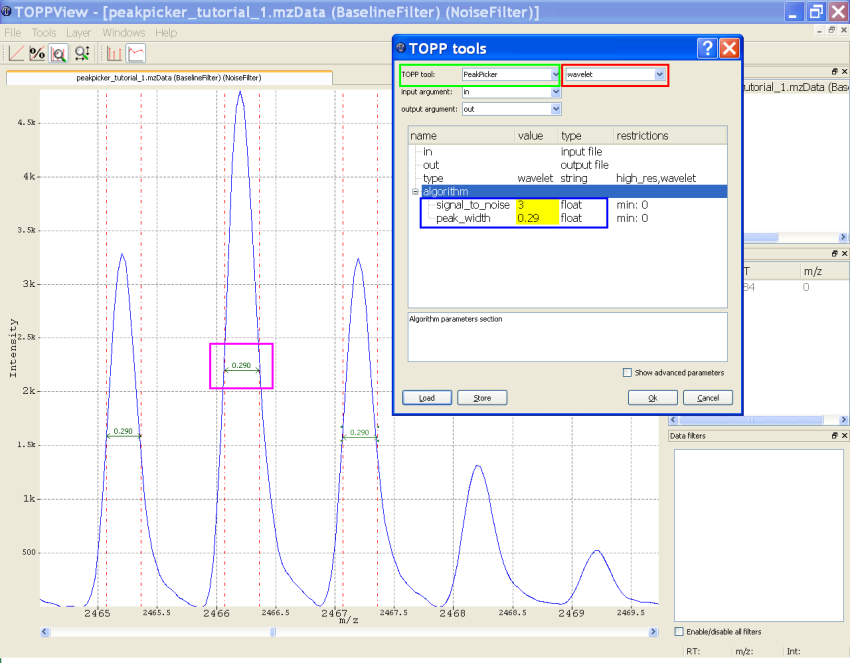 TOPPView - [peakpicker_tutorial_1.mzData (BaselineFilter) (NoiseFilter)]
File Tools Layer Windows Help
peakpicker_tutorial_1.mzData (BaselineFilter) (NoiseFilter)
4.5k
4k
3.5k
3k
2.5k
2k
1.5k
1k
500
Intensity
0.290
0.290
0.290
2465 2465.5 2466 2466.5 2467 2467.5 2468 2468.5 2469 2469.5
m/z
TOPP tools
TOPP tool: PeakPicker wavelet
input argument: in
output argument: out
name value type restrictions
in input file
out output file
type wavelet string high_res,wavelet
algorithm
signal_to_noise 3 float min: 0
peak_width 0.29 float min: 0
Algorithm parameters section
Show advanced parameters
Load Store Ok Cancel
utorial_1.mzData (Bas
T m/z
84 0
Data filters
Enable/disable all filters
RT: m/z: Int: